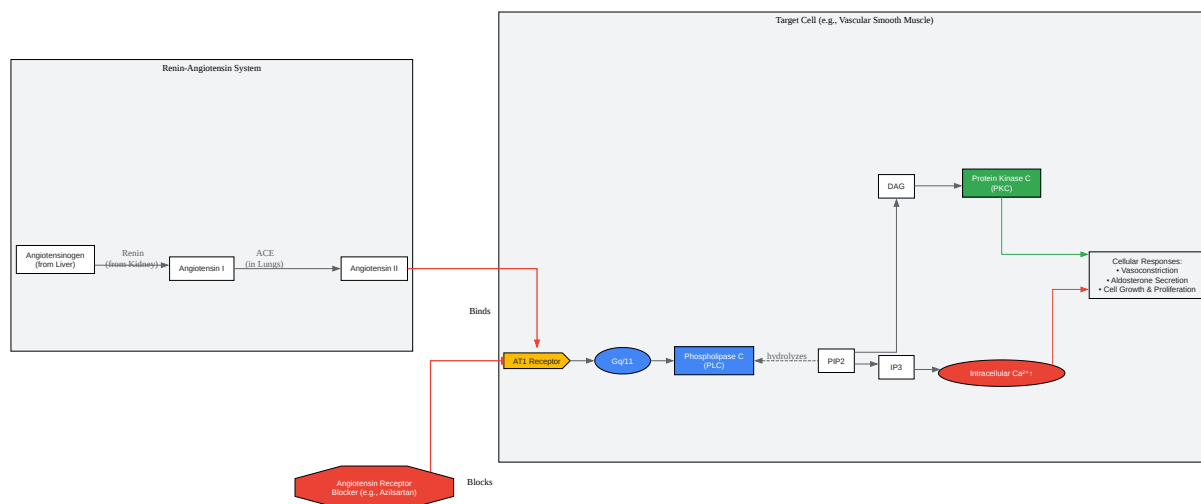 Target Cell (e.g., Vascular Smooth Muscle)
Renin-Angiotensin System
Angiotensinogen
(from Liver)
Renin
(from Kidney)
Angiotensin I
ACE
(in Lungs)
Angiotensin II
Binds
AT1 Receptor
Gq/11
Phospholipase C
(PLC)
hydrolyzes
PIP2
DAG
Protein Kinase C
(PKC)
IP3
Intracellular Ca²⁺↑
Cellular Responses:
• Vasoconstriction
• Aldosterone Secretion
• Cell Growth & Proliferation
Angiotensin Receptor
Blocker (e.g., Azilsartan)
Blocks